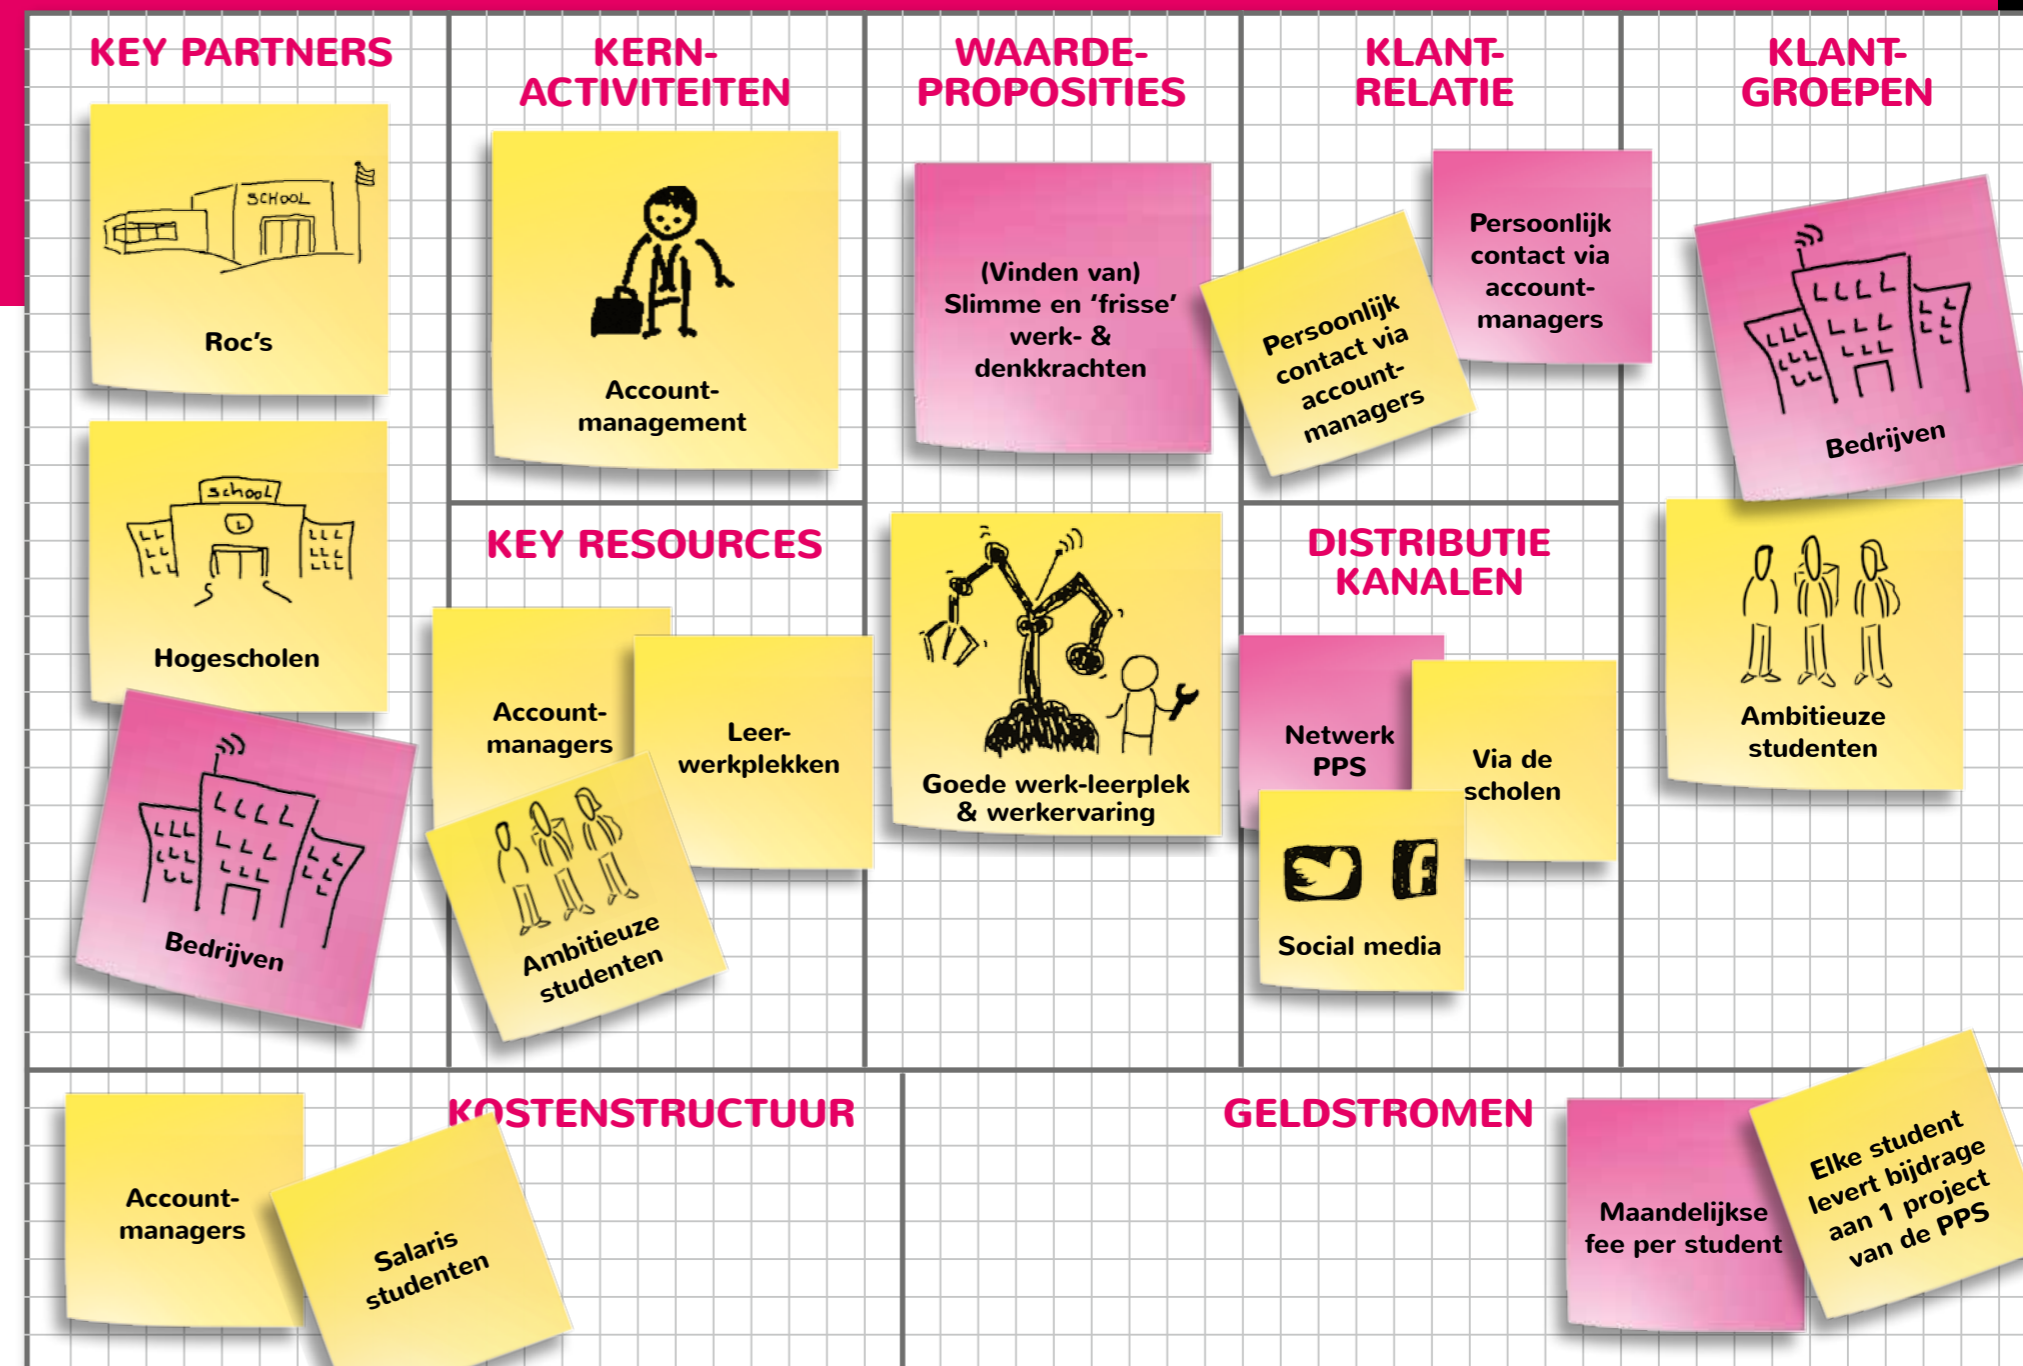 KEY PARTNERS
SCHOOL
Roc's
School
Hogescholen
Bedrijven
KERN-
ACTIVITEITEN
Account-
management
KEY RESOURCES
Account-
managers
Leer-
werkplekken
Ambitieuze
studenten
WAARDE-
PROPOSITIES
(Vinden van)
Slimme en 'frisse'
werk- &
denkkrachten
Goede werk-leerplek
& werkervaring
KLANT-
RELATIE
Persoonlijk
contact via
account-
managers
Persoonlijk
contact via
account-
managers
DISTRIBUTIE
KANALEN
Netwerk
PPS
Via de
scholen
Social media
KLANT-
GROEPEN
Bedrijven
Ambitieuze
studenten
KOSTENSTRUCTUUR
Account-
managers
Salaris
studenten
GELDSTROMEN
Maandelijkse
fee per student
Elke student
levert bijdrage
aan 1 project
van de PPS